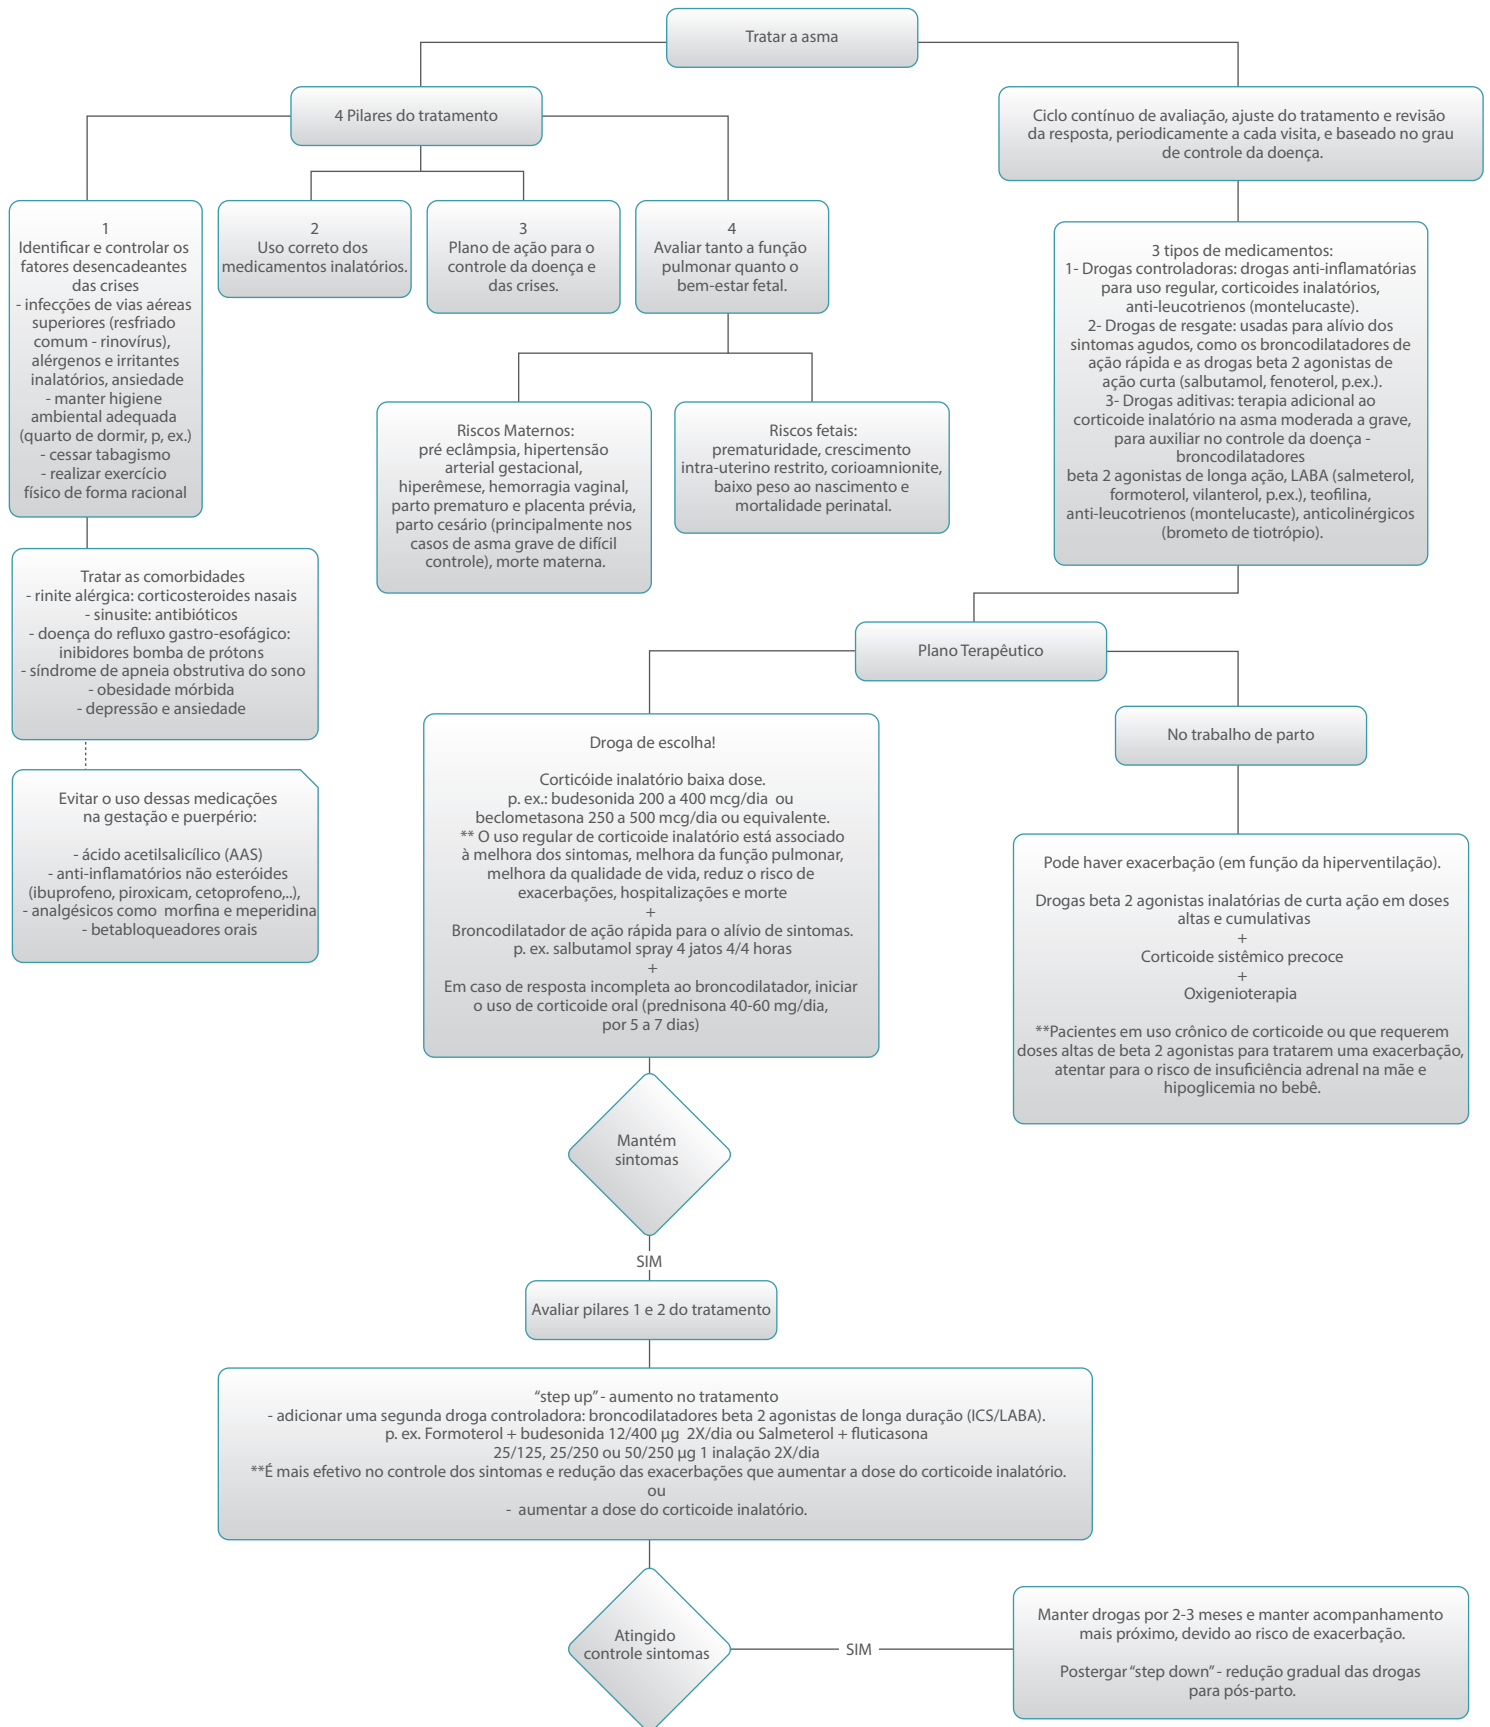 Tratar a asma
4 Pilares do tratamento
Ciclo contínuo de avaliação, ajuste do tratamento e revisão
da resposta, periodicamente a cada visita, e baseado no grau
de controle da doença.
1
Identificar e controlar os
fatores desencadeantes
das crises
- infecções de vias aéreas
superiores (resfriado
comum - rinovírus),
alérgenos e irritantes
inalatórios, ansiedade
- manter higiene
ambiental adequada
(quarto de dormir, p, ex.)
- cessar tabagismo
- realizar exercício
físico de forma racional
2
Uso correto dos
medicamentos inalatórios.
3
Plano de ação para o
controle da doença e
das crises.
4
Avaliar tanto a função
pulmonar quanto o
bem-estar fetal.
3 tipos de medicamentos:
1- Drogas controladoras: drogas anti-inflamatórias
para uso regular, corticoides inalatórios,
anti-leucotrienos (montelucaste).
2- Drogas de resgate: usadas para alívio dos
sintomas agudos, como os broncodilatadores de
ação rápida e as drogas beta 2 agonistas de
ação curta (salbutamol, fenoterol, p.ex.).
3- Drogas aditivas: terapia adicional ao
corticoide inalatório na asma moderada a grave,
para auxiliar no controle da doença -
broncodilatadores
beta 2 agonistas de longa ação, LABA (salmeterol,
formoterol, vilanterol, p.ex.), teofilina,
anti-leucotrienos (montelucaste), anticolinérgicos
(brometo de tiotrópio).
Riscos Maternos:
pré eclâmpsia, hipertensão
arterial gestacional,
hiperêmese, hemorragia vaginal,
parto prematuro e placenta prévia,
parto cesário (principalmente nos
casos de asma grave de difícil
controle), morte materna.
Riscos fetais:
prematuridade, crescimento
intra-uterino restrito, corioamnionite,
baixo peso ao nascimento e
mortalidade perinatal.
Tratar as comorbidades
- rinite alérgica: corticosteroides nasais
- sinusite: antibióticos
- doença do refluxo gastro-esofágico:
inibidores bomba de prótons
- síndrome de apneia obstrutiva do sono
- obesidade mórbida
- depressão e ansiedade
Evitar o uso dessas medicações
na gestação e puerpério:
- ácido acetilsalicílico (AAS)
- anti-inflamatórios não esteróides
(ibuprofeno, piroxicam, cetoprofeno,..),
- analgésicos como morfina e meperidina
- betabloqueadores orais
Plano Terapêutico
Droga de escolha!
Corticóide inalatório baixa dose.
p. ex.: budesonida 200 a 400 mcg/dia ou
beclometasona 250 a 500 mcg/dia ou equivalente.
** O uso regular de corticoide inalatório está associado
à melhora dos sintomas, melhora da função pulmonar,
melhora da qualidade de vida, reduz o risco de
exacerbações, hospitalizações e morte
+
Broncodilatador de ação rápida para o alívio de sintomas.
p. ex. salbutamol spray 4 jatos 4/4 horas
+
Em caso de resposta incompleta ao broncodilatador, iniciar
o uso de corticoide oral (prednisona 40-60 mg/dia,
por 5 a 7 dias)
No trabalho de parto
Pode haver exacerbação (em função da hiperventilação).
Drogas beta 2 agonistas inalatórias de curta ação em doses
altas e cumulativas
+
Corticoide sistêmico precoce
+
Oxigenioterapia
**Pacientes em uso crônico de corticoide ou que requerem
doses altas de beta 2 agonistas para tratarem uma exacerbação,
atentar para o risco de insuficiência adrenal na mãe e
hipoglicemia no bebê.
Mantém
sintomas
SIM
Avaliar pilares 1 e 2 do tratamento
“step up” - aumento no tratamento
- adicionar uma segunda droga controladora: broncodilatadores beta 2 agonistas de longa duração (ICS/LABA).
p. ex. Formoterol + budesonida 12/400 µg 2X/dia ou Salmeterol + fluticasona
25/125, 25/250 ou 50/250 µg 1 inalação 2X/dia
**É mais efetivo no controle dos sintomas e redução das exacerbações que aumentar a dose do corticoide inalatório.
ou
- aumentar a dose do corticoide inalatório.
Atingido
controle sintomas
SIM
Manter drogas por 2-3 meses e manter acompanhamento
mais próximo, devido ao risco de exacerbação.
Postergar “step down” - redução gradual das drogas
para pós-parto.